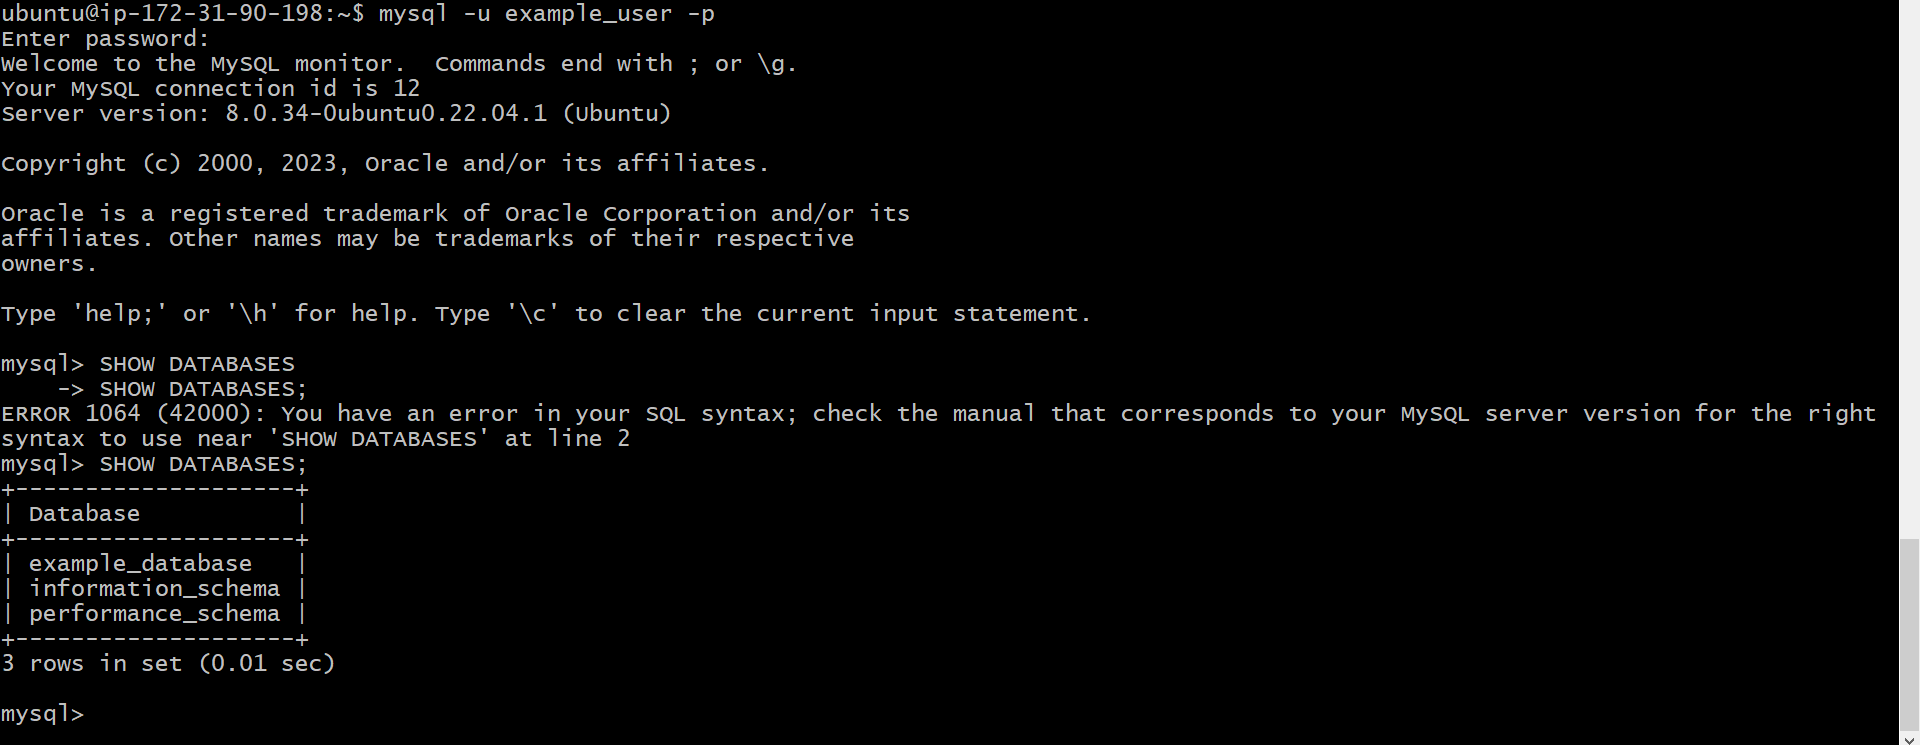 ubuntu@ip-172-31-90-198:~$ mysql -u example_user -p
Enter password:
Welcome to the MySQL monitor.  Commands end with ; or \g.
Your MySQL connection id is 12
Server version: 8.0.34-0ubuntu0.22.04.1 (Ubuntu)

Copyright (c) 2000, 2023, Oracle and/or its affiliates.

Oracle is a registered trademark of Oracle Corporation and/or its
affiliates. Other names may be trademarks of their respective
owners.

Type 'help;' or '\h' for help. Type '\c' to clear the current input statement.

mysql> SHOW DATABASES
    -> SHOW DATABASES;
ERROR 1064 (42000): You have an error in your SQL syntax; check the manual that corresponds to your MySQL server version for the right
syntax to use near 'SHOW DATABASES' at line 2
mysql> SHOW DATABASES;
+--------------------+
| Database           |
+--------------------+
| example_database   |
| information_schema |
| performance_schema |
+--------------------+
3 rows in set (0.01 sec)

mysql>